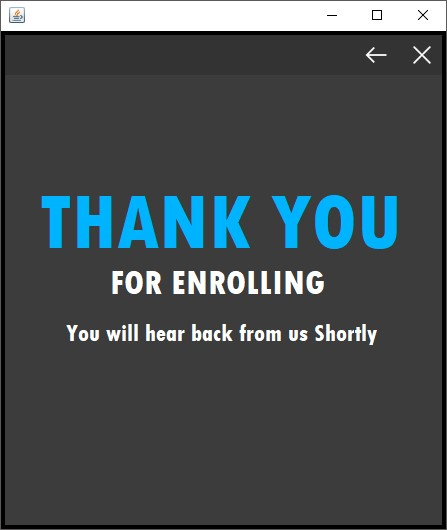 THANK YOU
FOR ENROLLING
You will hear back from us Shortly